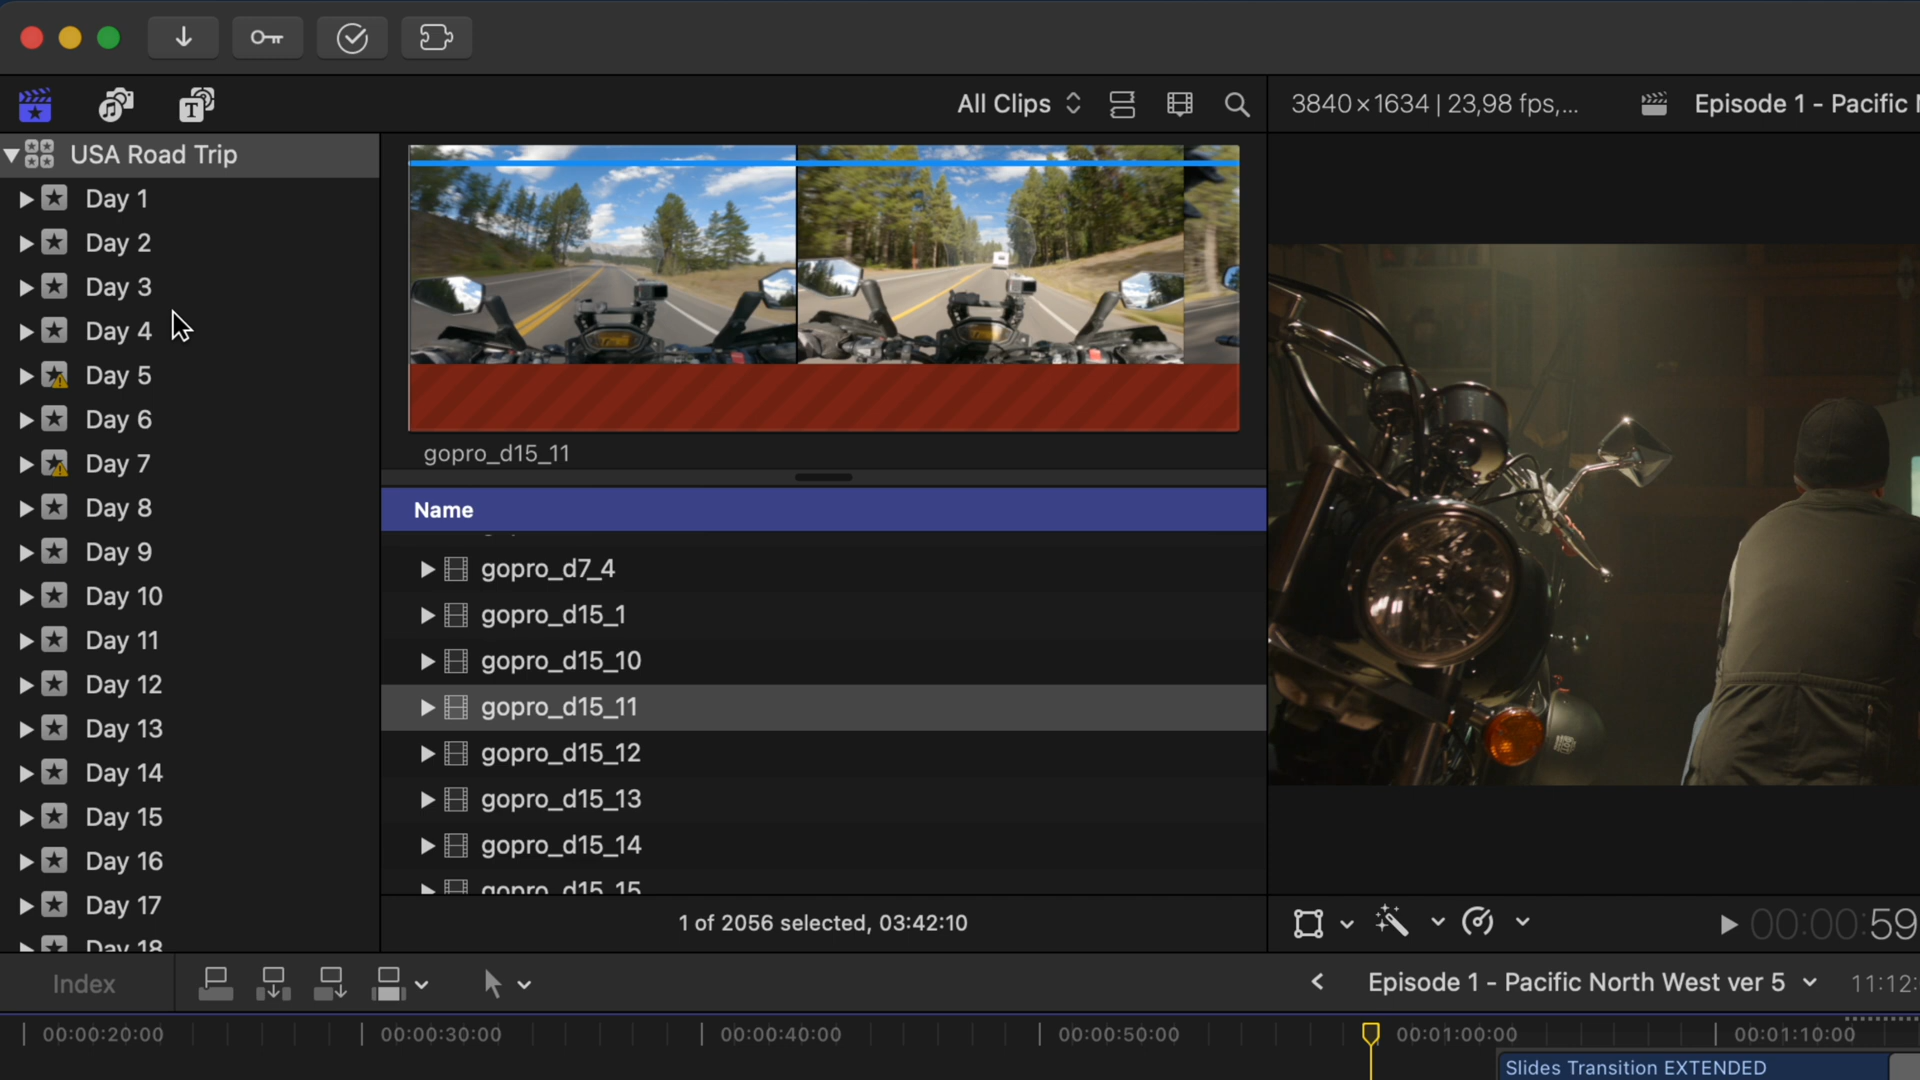 All Clips
3840×1634 | 23,98 fps,...
Episode 1 - Pacific
USA Road Trip
Day 1
Day 2
Day 3
Day 4
Day 5
Day 6
Day 7
Day 8
Day 9
Day 10
Day 11
Day 12
Day 13
Day 14
Day 15
Day 16
Day 17
Day 18
gopro_d15_11
Name
gopro_d7_4
gopro_d15_1
gopro_d15_10
gopro_d15_11
gopro_d15_12
gopro_d15_13
gopro_d15_14
gopro_d15_15
1 of 2056 selected, 03:42:10
00:00:59
Index
Episode 1 - Pacific North West ver 5
11:12:
00:00:20:00
00:00:30:00
00:00:40:00
00:00:50:00
00:01:00:00
00:01:10:00
Slides Transition EXTENDED